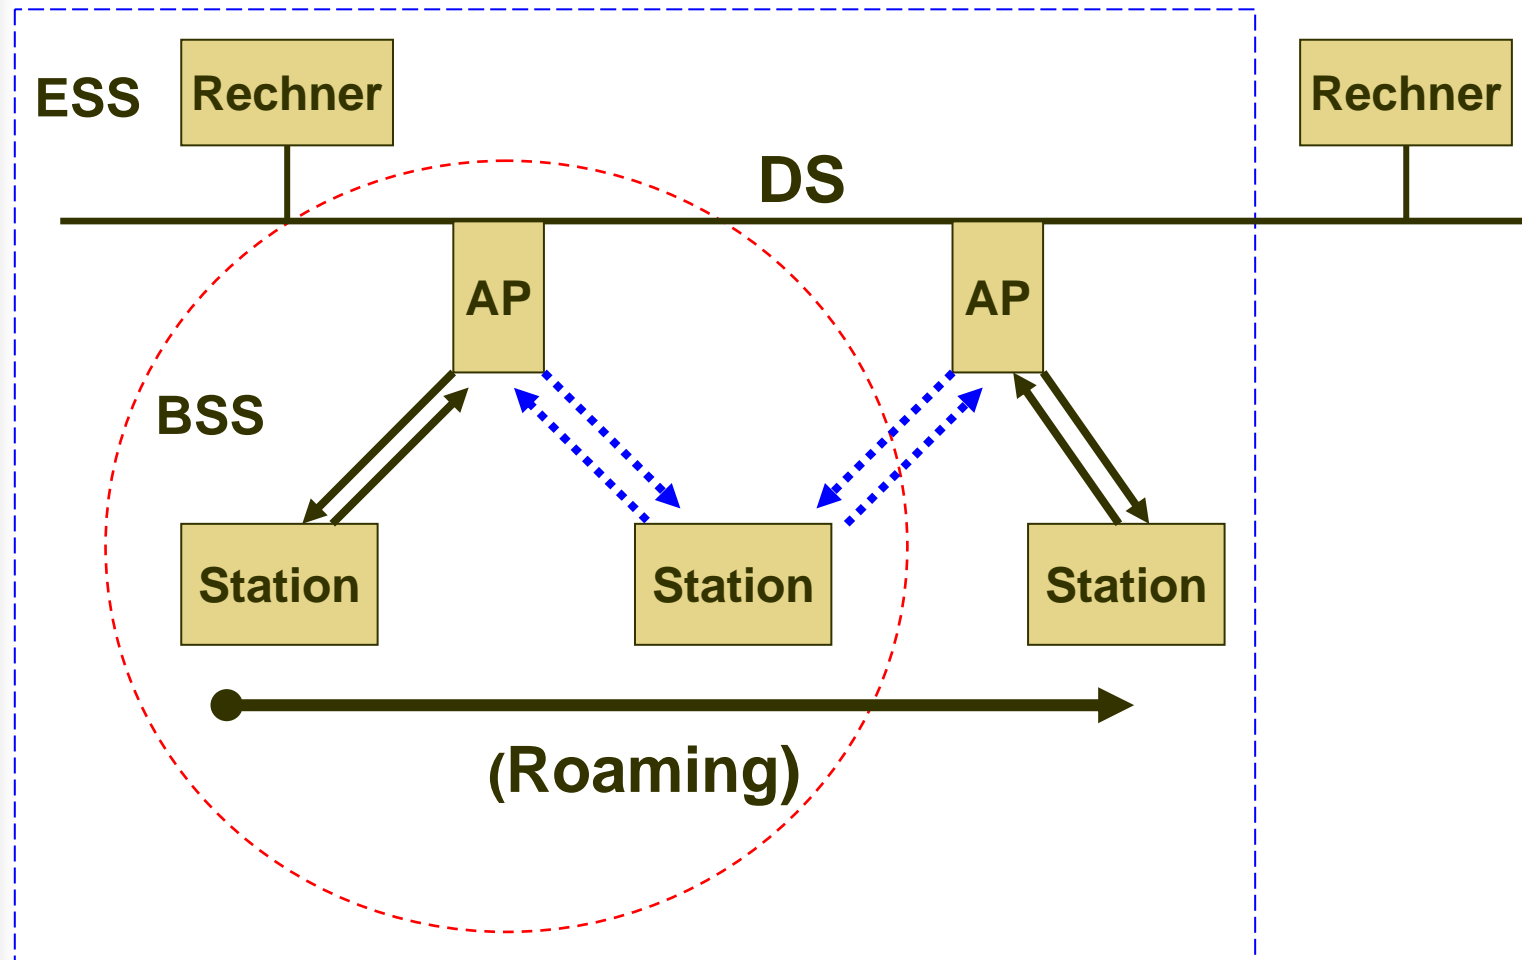 ESS
Rechner
Rechner
DS
AP
AP
BSS
Station
Station
Station
(Roaming)